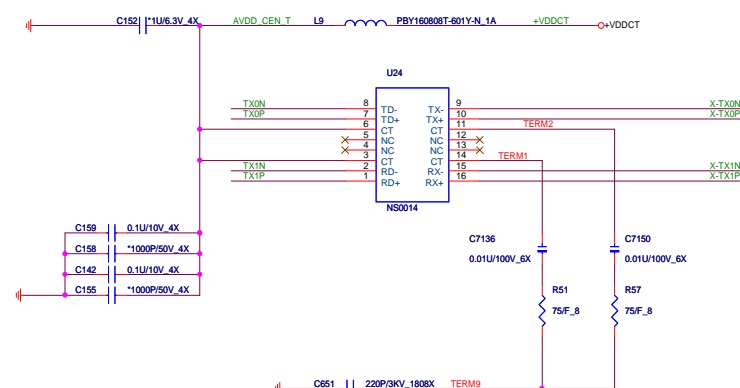 C152 *1U/6.3V_4X AVDD_CEN_T L9 PBY160808T-601Y-N_1A +VDDCT +VDDCT
U24
TX0N 8 TD- TX- 9 X-TX0N
TX0P 7 TD+ TX+ 10 X-TX0P
6 CT CT 11 TERM2
5 NC NC 12
4 NC NC 13
3 CT CT 14 TERM1
TX1N 2 RD- RX- 15 X-TX1N
TX1P 1 RD+ RX+ 16 X-TX1P
NS0014
C159 0.1U/10V_4X
C158 *1000P/50V_4X
C142 0.1U/10V_4X
C155 *1000P/50V_4X
C7136 C7150
0.01U/100V_6X 0.01U/100V_6X
R51 R57
75/F_8 75/F_8
C651 220P/3KV_1808X TERM9